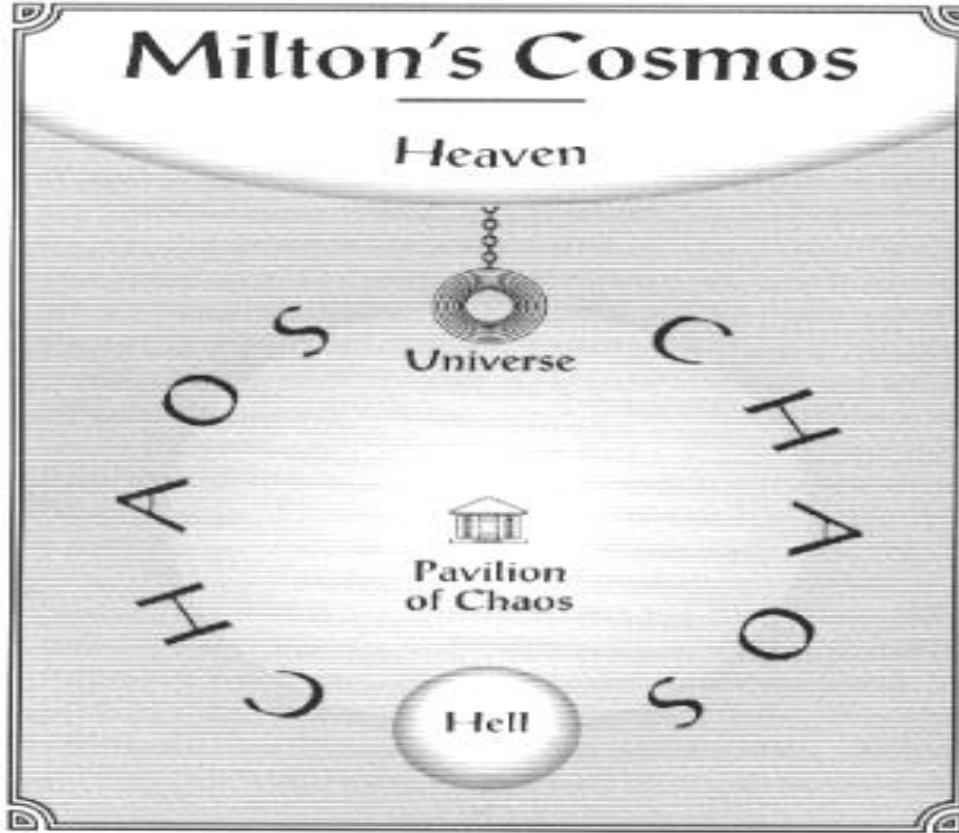 Milton's Cosmos
Heaven
Universe
CHAOS
CHAOS
Pavilion
of Chaos
Hell